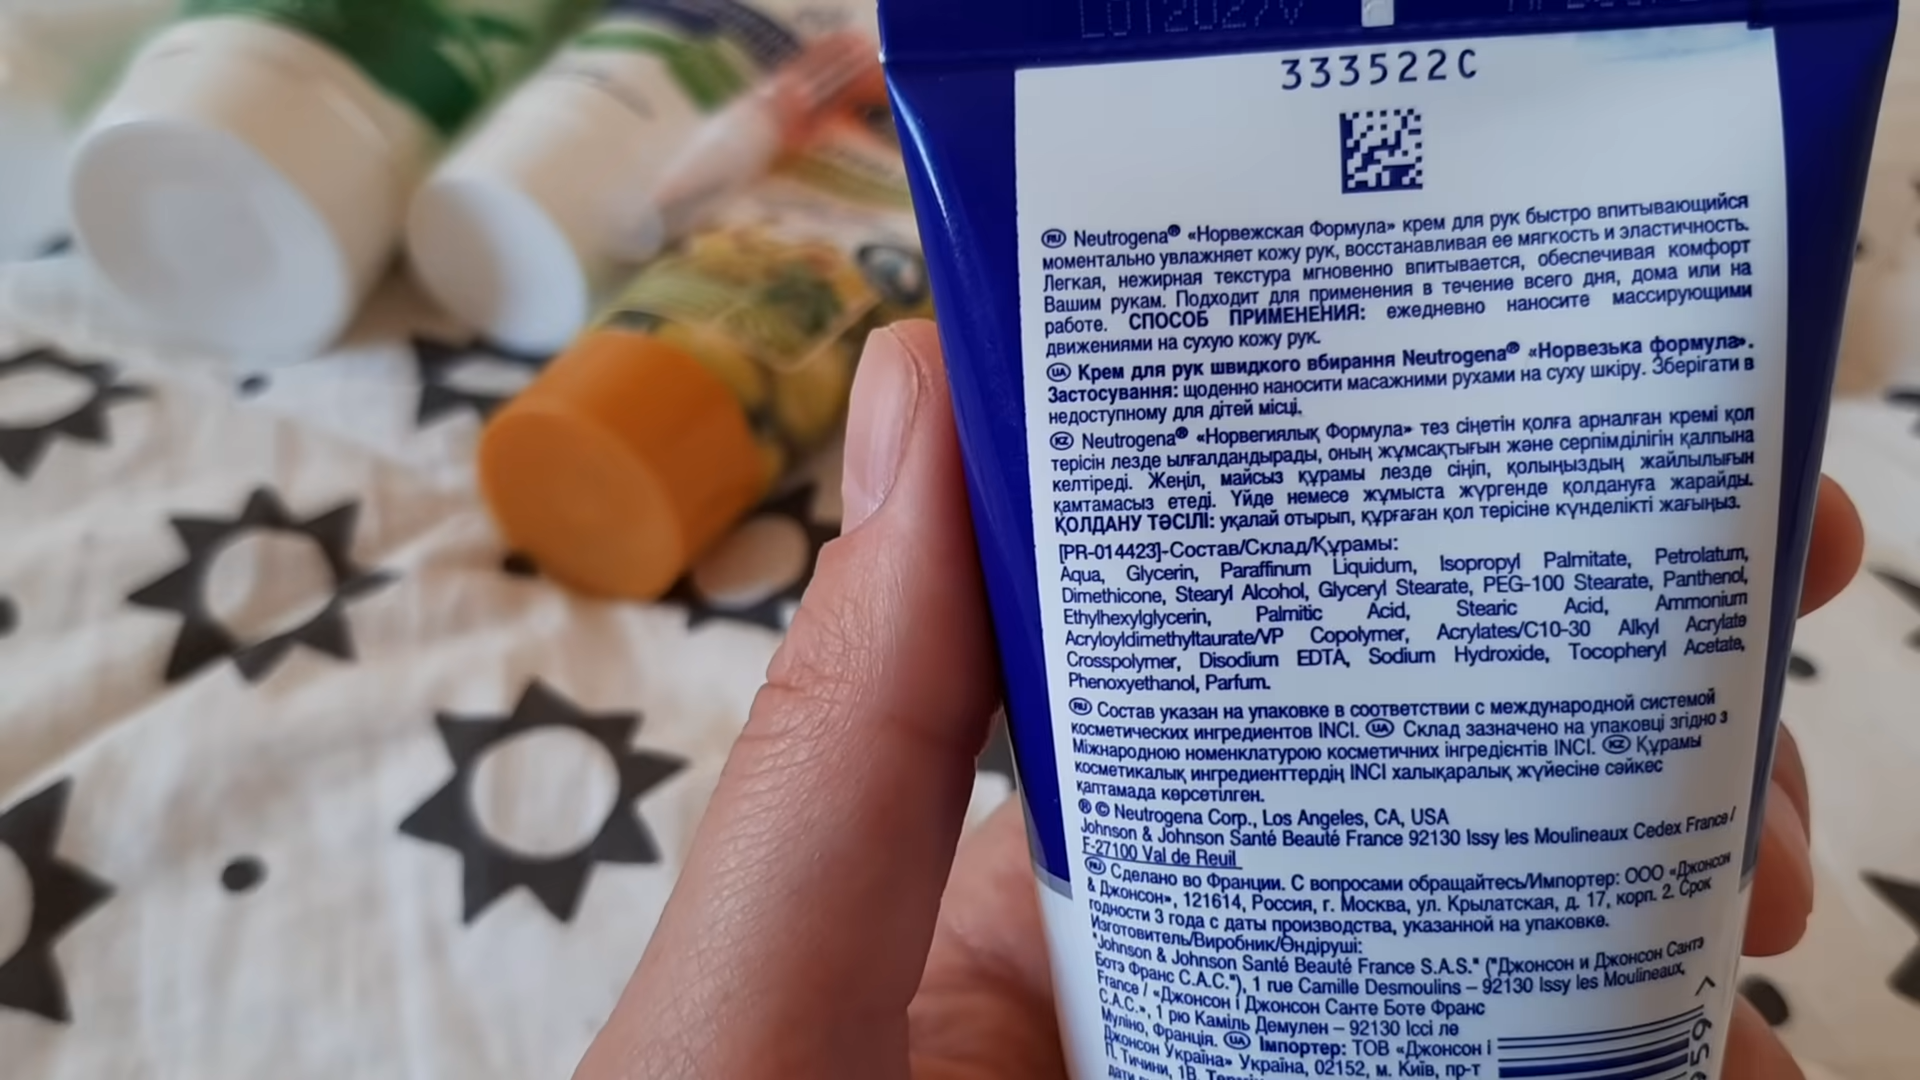 333522C
RU Neutrogena® «Норвежская Формула» крем для рук быстро впитывающийся
моментально увлажняет кожу рук, восстанавливая ее мягкость и эластичность.
Легкая, нежирная текстура мгновенно впитывается, обеспечивая комфорт
Вашим рукам. Подходит для применения в течение всего дня, дома или на
работе. СПОСОБ ПРИМЕНЕНИЯ: ежедневно наносите массирующими
движениями на сухую кожу рук.
UA Крем для рук швидкого вбирання Neutrogena® «Норвезька формула».
Застосування: щоденно наносити масажними рухами на суху шкіру. Зберігати в
недоступному для дітей місці.
KZ Neutrogena® «Норвегиялық Формула» тез сіңетін қолға арналған кремі қол
терісін лезде ылғалдандырады, оның жұмсақтығын және серпімділігін қалпына
келтіреді. Жеңіл, майсыз құрамы лезде сіңіп, қолыңыздың жайлылығын
қамтамасыз етеді. Үйде немесе жұмыста жүргенде қолдануға жарайды.
ҚОЛДАНУ ТӘСІЛІ: уқалай отырып, құрғаған қол терісіне күнделікті жағыңыз.
[PR-014423]-Состав/Склад/Құрамы:
Aqua, Glycerin, Paraffinum Liquidum, Isopropyl Palmitate, Petrolatum,
Dimethicone, Stearyl Alcohol, Glyceryl Stearate, PEG-100 Stearate, Panthenol,
Ethylhexylglycerin, Palmitic Acid, Stearic Acid, Ammonium
Acryloyldimethyltaurate/VP Copolymer, Acrylates/C10-30 Alkyl Acrylate
Crosspolymer, Disodium EDTA, Sodium Hydroxide, Tocopheryl Acetate,
Phenoxyethanol, Parfum.
RU Состав указан на упаковке в соответствии с международной системой
косметических ингредиентов INCI. UA Склад зазначено на упаковці згідно з
Міжнародною номенклатурою косметичних інгредієнтів INCI. KZ Құрамы
косметикалық ингредиенттердің INCI халықаралық жүйесіне сәйкес
қаптамада көрсетілген.
® © Neutrogena Corp., Los Angeles, CA, USA
Johnson & Johnson Santé Beauté France 92130 Issy les Moulineaux Cedex France /
F-27100 Val de Reuil
RU Сделано во Франции. С вопросами обращайтесь/Импортер: ООО «Джонсон
& Джонсон», 121614, Россия, г. Москва, ул. Крылатская, д. 17, корп. 2. Срок
годности 3 года с даты производства, указанной на упаковке.
Изготовитель/Виробник/Өндіруші:
"Johnson & Johnson Santé Beauté France S.A.S." ("Джонсон и Джонсон Сантэ
Ботэ Франс С.А.С."), 1 rue Camille Desmoulins – 92130 Issy les Moulineaux,
France / «Джонсон і Джонсон Санте Боте Франс
С.А.С.», 1 рю Каміль Демулен – 92130 Іссі ле
Муліно, Франція. UA Імпортер: ТОВ «Джонсон і
Джонсон Україна» Україна, 02152, м. Київ, пр-т
П. Тичини, 1В.